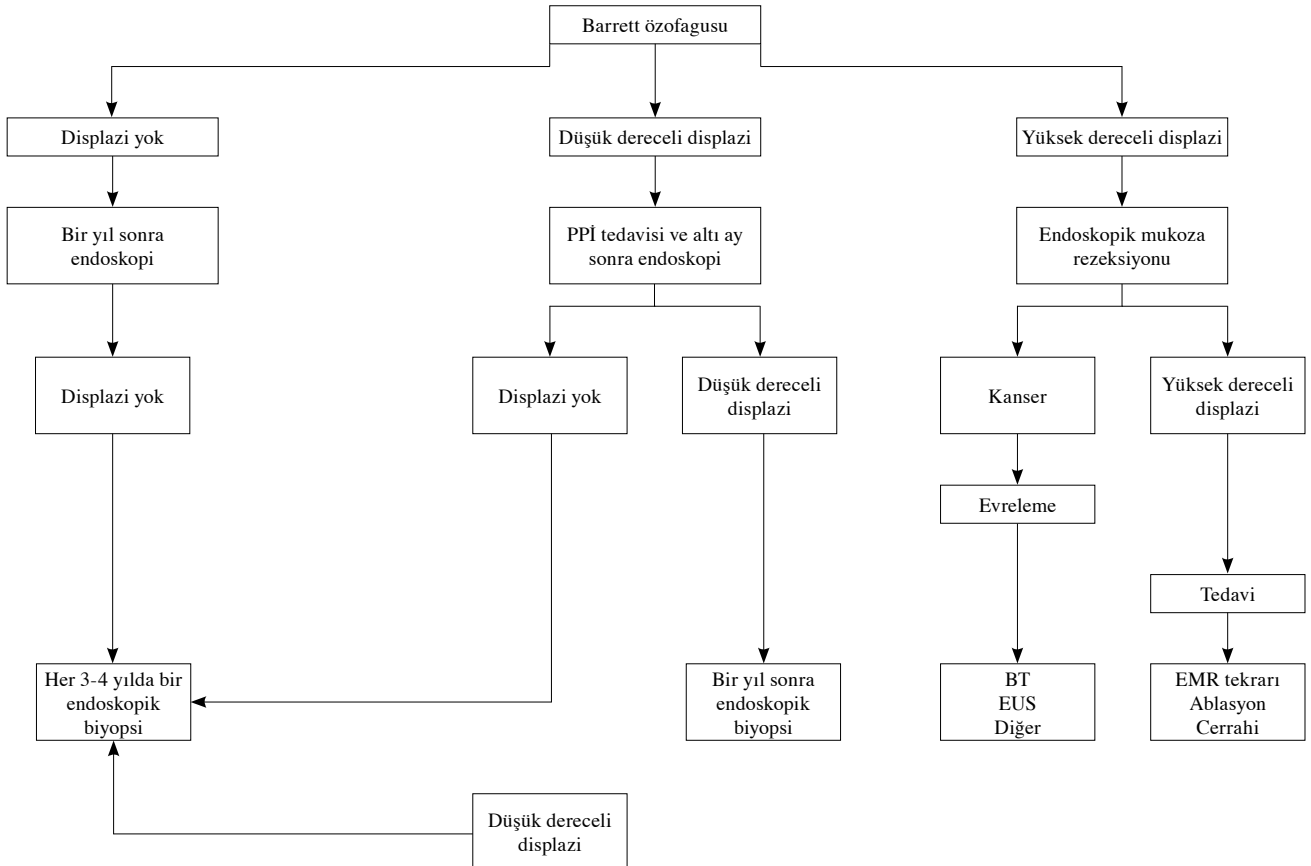 Barrett özofagusu
Displazi yok
Düşük dereceli displazi
Yüksek dereceli displazi
Bir yıl sonra
endoskopi
PPİ tedavisi ve altı ay
sonra endoskopi
Endoskopik mukoza
rezeksiyonu
Displazi yok
Displazi yok
Düşük dereceli
displazi
Kanser
Yüksek dereceli
displazi
Evreleme
Tedavi
Her 3-4 yılda bir
endoskopik
biyopsi
Bir yıl sonra
endoskopik
biyopsi
BT
EUS
Diğer
EMR tekrarı
Ablasyon
Cerrahi
Düşük dereceli
displazi